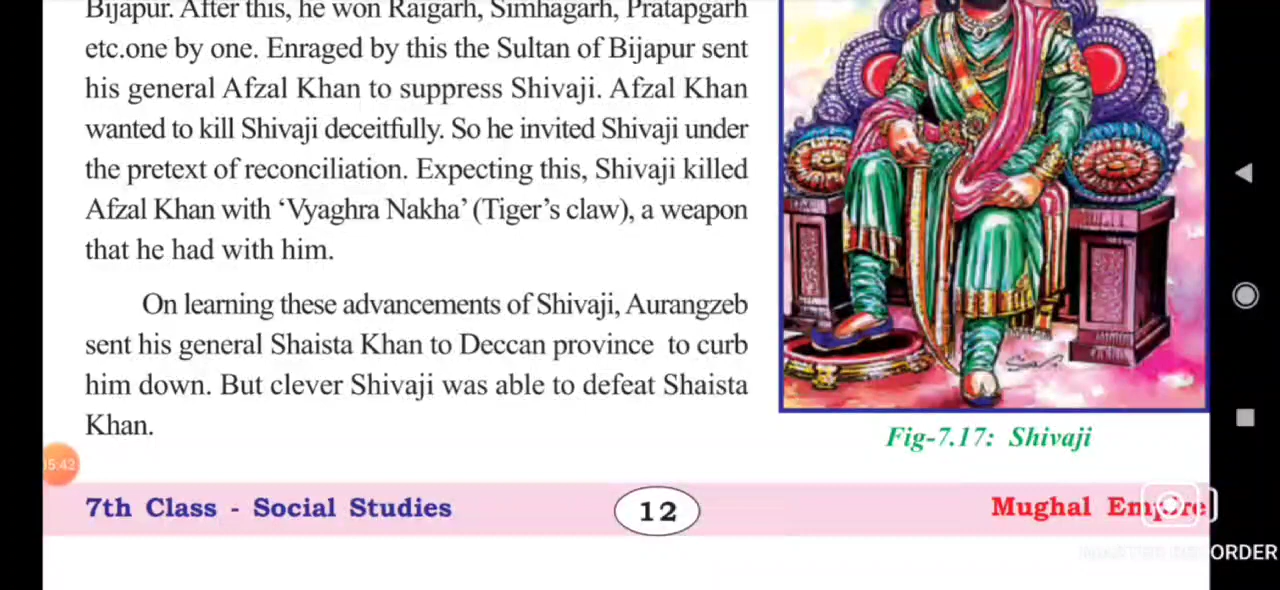 Bijapur. After this, he won Raigarh, Simhagarh, Pratapgarh
etc.one by one. Enraged by this the Sultan of Bijapur sent
his general Afzal Khan to suppress Shivaji. Afzal Khan
wanted to kill Shivaji deceitfully. So he invited Shivaji under
the pretext of reconciliation. Expecting this, Shivaji killed
Afzal Khan with ‘Vyaghra Nakha’ (Tiger’s claw), a weapon
that he had with him.
On learning these advancements of Shivaji, Aurangzeb
sent his general Shaista Khan to Deccan province to curb
him down. But clever Shivaji was able to defeat Shaista
Khan.
Fig-7.17: Shivaji
15:42
7th Class - Social Studies
12
Mughal Empire
ORDER